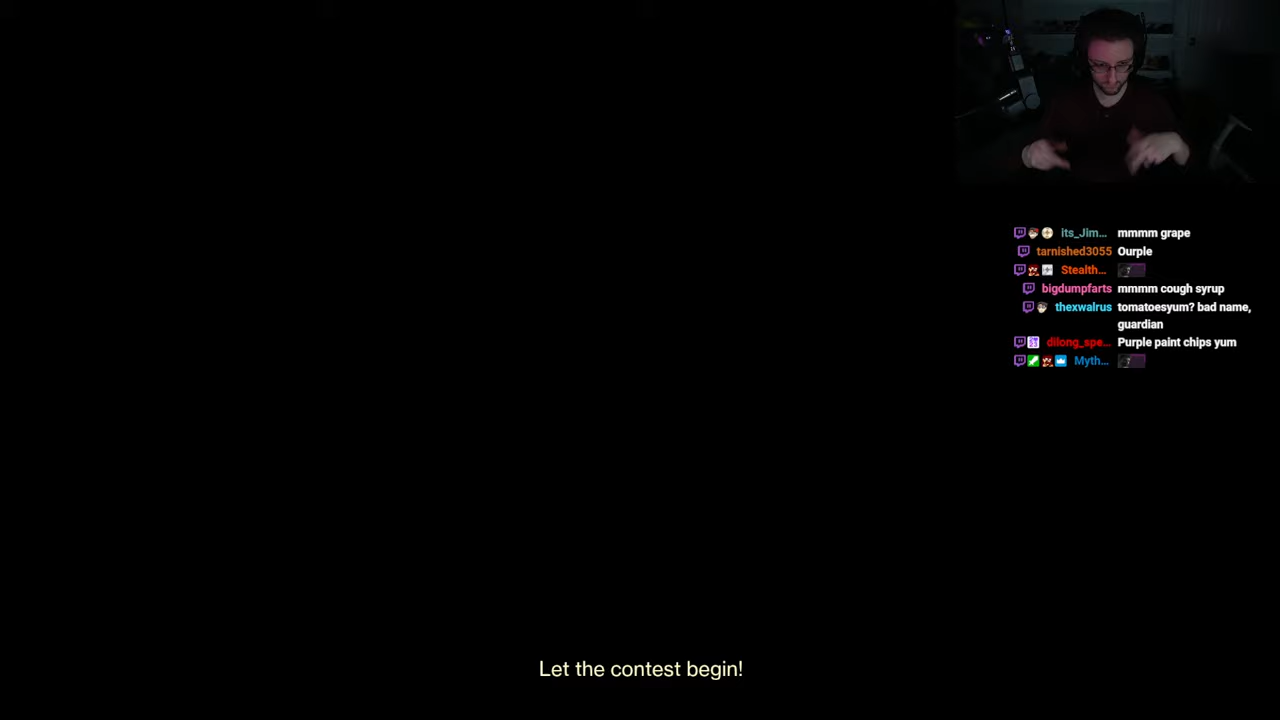 its_Jim... mmmm grape
tarnished3055 Ourple
Stealth...
bigdumpfarts mmmm cough syrup
thexwalrus tomatoesyum? bad name,
guardian
dilong_spe... Purple paint chips yum
Myth...
Let the contest begin!